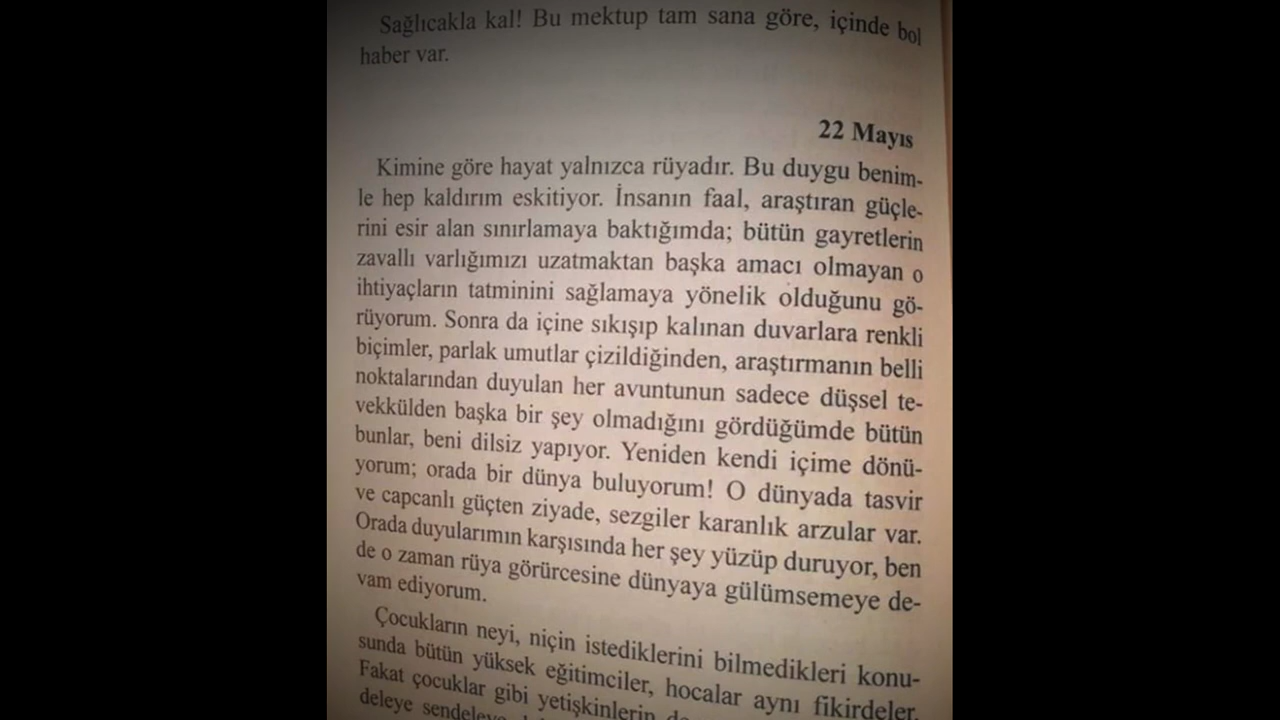 Sağlıcakla kal! Bu mektup tam sana göre, içinde bol
haber var.
22 Mayıs
Kimine göre hayat yalnızca rüyadır. Bu duygu benim-
le hep kaldırım eskitiyor. İnsanın faal, araştıran güçle-
rini esir alan sınırlamaya baktığımda; bütün gayretlerin
zavallı varlığımızı uzatmaktan başka amacı olmayan o
ihtiyaçların tatminini sağlamaya yönelik olduğunu gö-
rüyorum. Sonra da içine sıkışıp kalınan duvarlara renkli
biçimler, parlak umutlar çizildiğinden, araştırmanın belli
noktalarından duyulan her avuntunun sadece düşsel te-
vekkülden başka bir şey olmadığını gördüğümde bütün
bunlar, beni dilsiz yapıyor. Yeniden kendi içime dönü-
yorum; orada bir dünya buluyorum! O dünyada tasvir
ve capcanlı güçten ziyade, sezgiler karanlık arzular var.
Orada duyularımın karşısında her şey yüzüp duruyor, ben
de o zaman rüya görürcesine dünyaya gülümsemeye de-
vam ediyorum.
Çocukların neyi, niçin istediklerini bilmedikleri konu-
sunda bütün yüksek eğitimciler, hocalar aynı fikirdeler.
Fakat çocuklar gibi yetişkinlerin
deleye